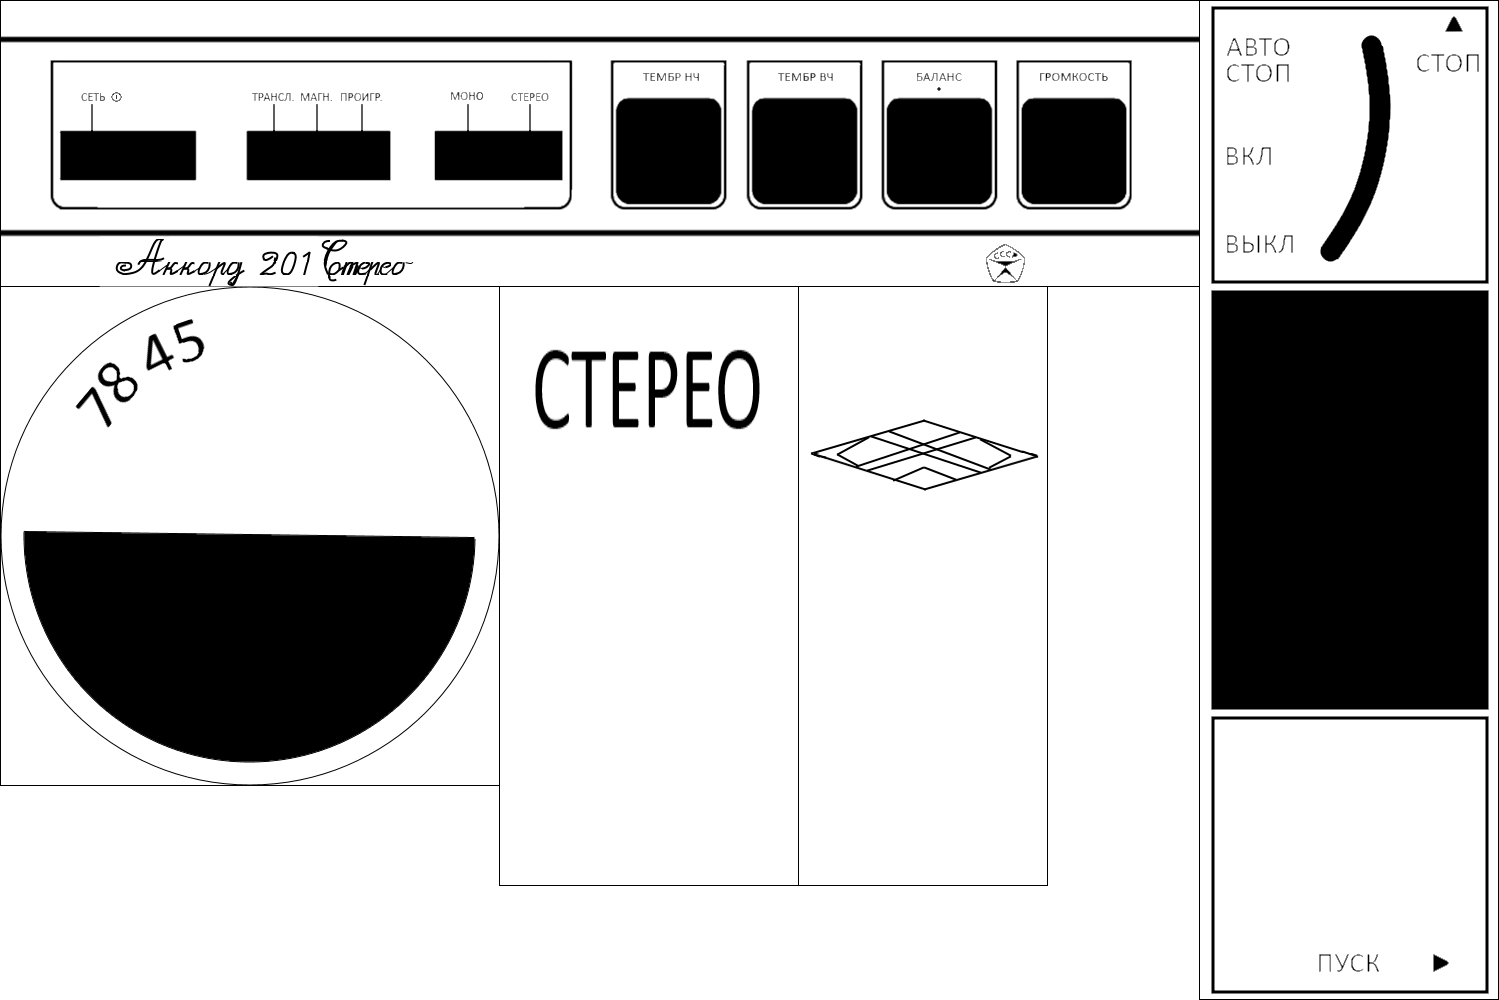 ТЕМБР НЧ ТЕМБР ВЧ БАЛАНС ГРОМКОСТЬ
СЕТЬ ТРАНСЛ. МАГН. ПРОИГР. МОНО СТЕРЕО
Аккорд 201 Стерео
СССР
АВТО
СТОП
СТОП
ВКЛ
ВЫКЛ
78 45
СТЕРЕО
ПУСК